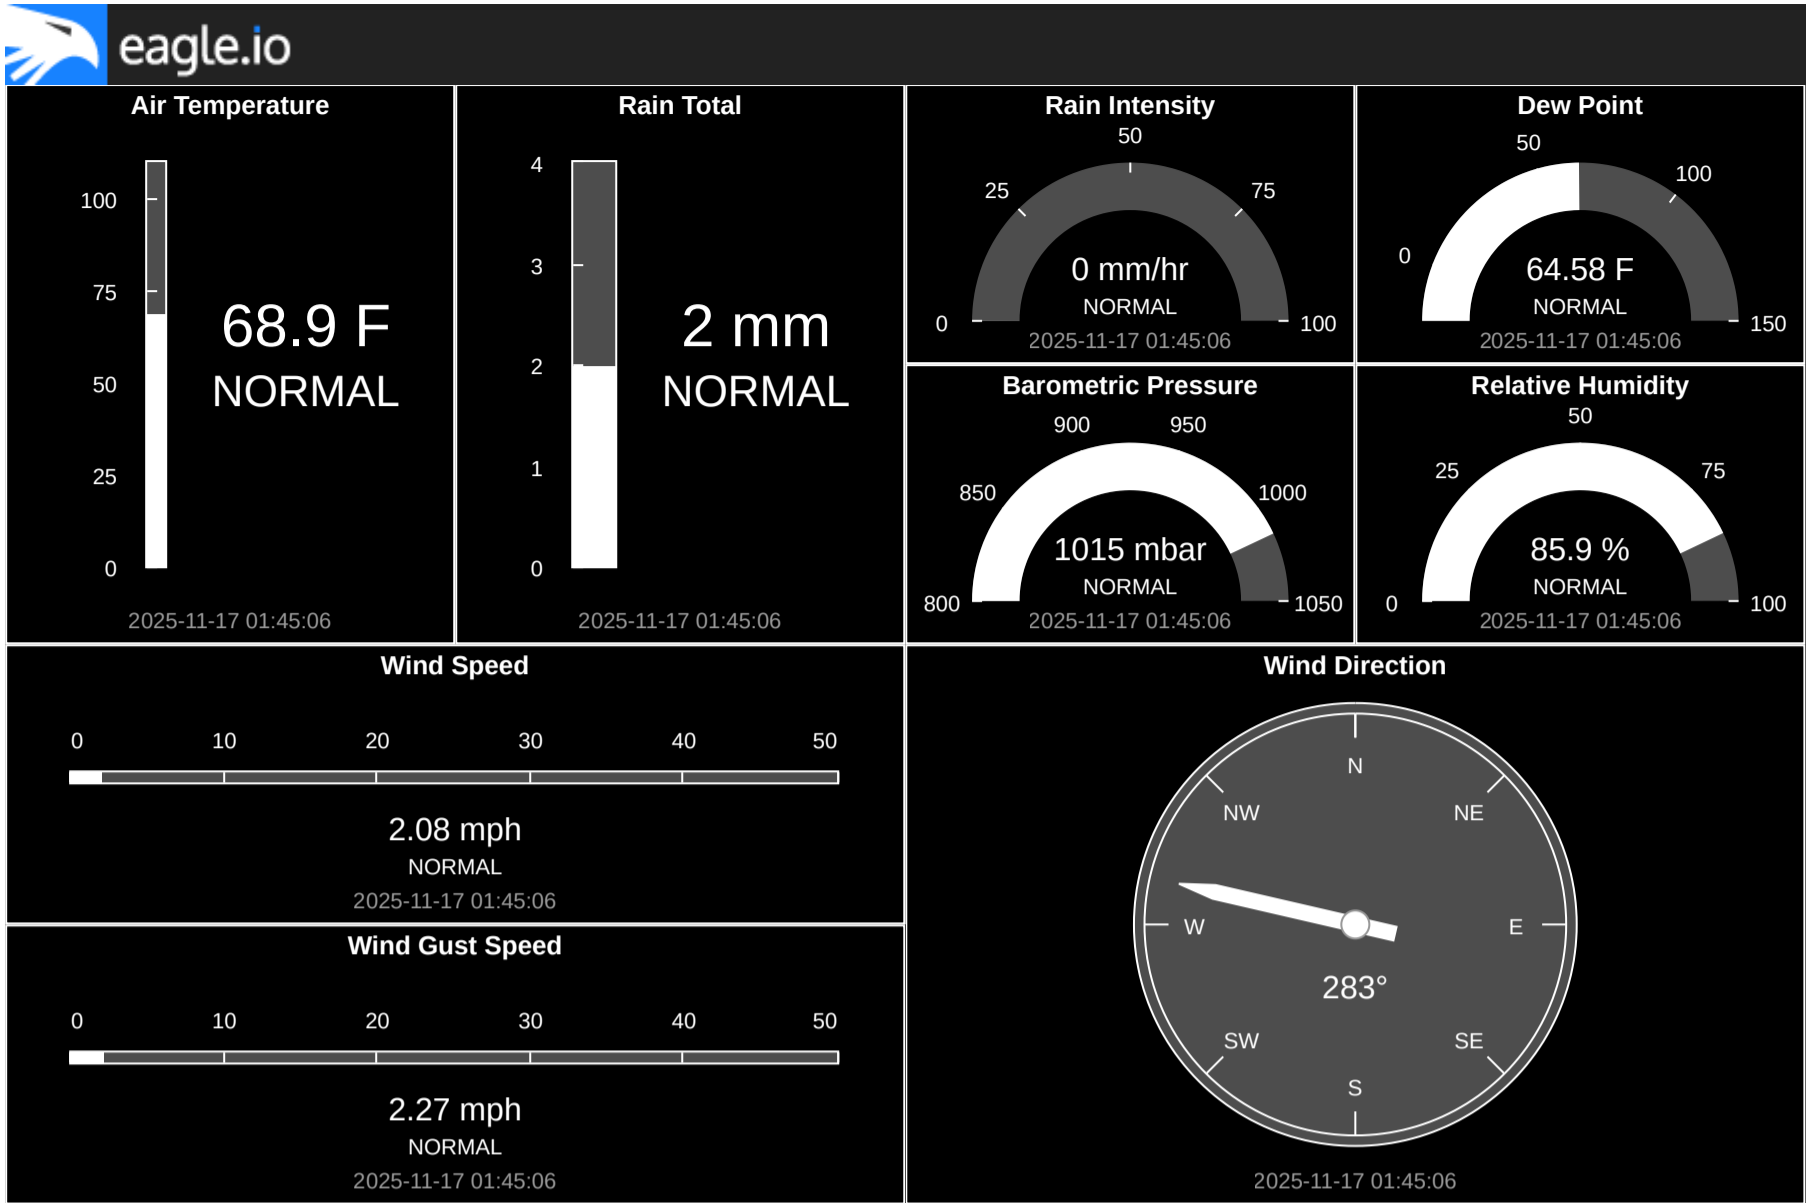 eagle.io
Air Temperature
100
75
50
25
0
68.9 F
NORMAL
2025-11-17 01:45:06
Rain Total
4
3
2
1
0
2 mm
NORMAL
2025-11-17 01:45:06
Rain Intensity
50
25
75
0
100
0 mm/hr
NORMAL
2025-11-17 01:45:06
Dew Point
50
100
0
150
64.58 F
NORMAL
2025-11-17 01:45:06
Barometric Pressure
900
950
850
1000
800
1050
1015 mbar
NORMAL
2025-11-17 01:45:06
Relative Humidity
50
25
75
0
100
85.9 %
NORMAL
2025-11-17 01:45:06
Wind Speed
0 10 20 30 40 50
2.08 mph
NORMAL
2025-11-17 01:45:06
Wind Gust Speed
0 10 20 30 40 50
2.27 mph
NORMAL
2025-11-17 01:45:06
Wind Direction
N
NW NE
W E
283°
SW SE
S
2025-11-17 01:45:06